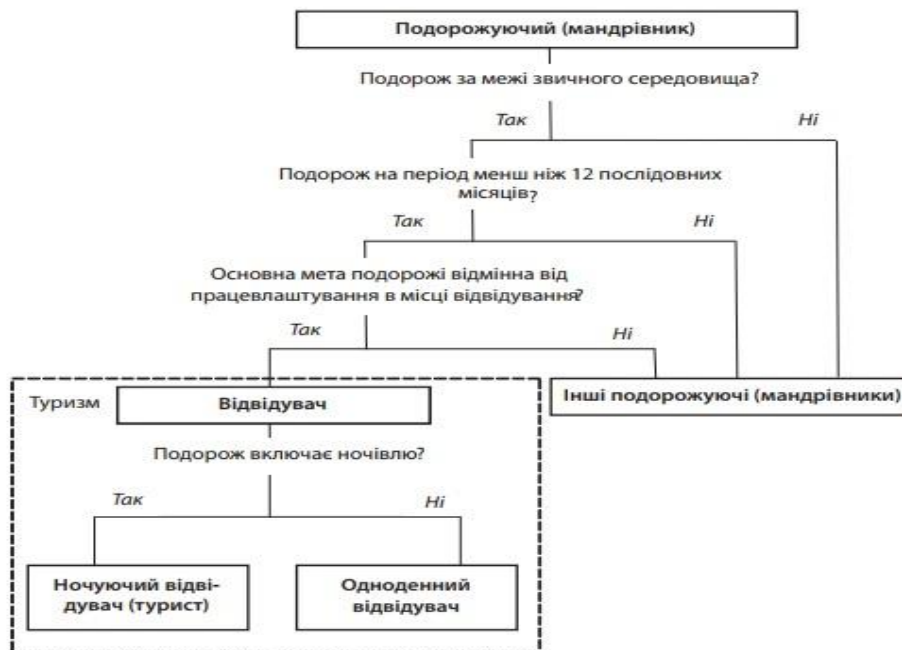 Подорожуючий (мандрівник)
Подорож за межі звичного середовища?
Так
Ні
Подорож на період менш ніж 12 послідовних
місяців?
Так
Ні
Основна мета подорожі відмінна від
працевлаштування в місці відвідування?
Так
Ні
Туризм
Відвідувач
Інші подорожуючі (мандрівники)
Подорож включає ночівлю?
Так
Ні
Ночуючий відві-
дувач (турист)
Одноденний
відвідувач